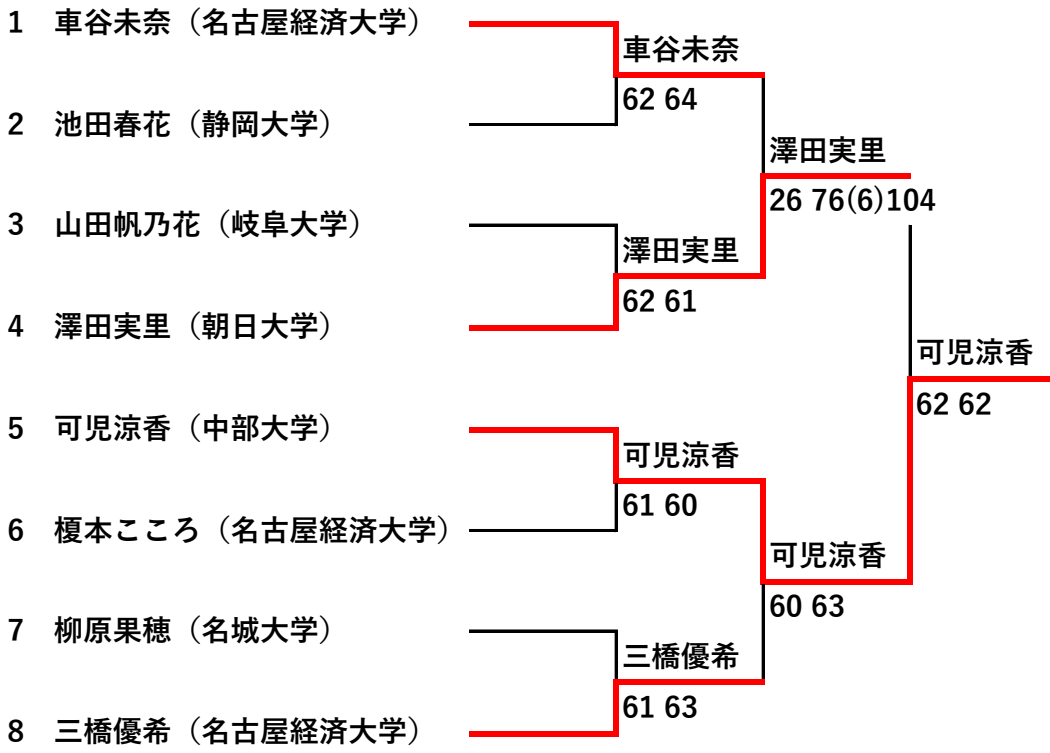 1 車谷未奈（名古屋経済大学）
車谷未奈
62 64
2 池田春花（静岡大学）
澤田実里
26 76(6)104
3 山田帆乃花（岐阜大学）
澤田実里
62 61
4 澤田実里（朝日大学）
可児涼香
62 62
5 可児涼香（中部大学）
可児涼香
61 60
6 榎本こころ（名古屋経済大学）
可児涼香
60 63
7 柳原果穂（名城大学）
三橋優希
61 63
8 三橋優希（名古屋経済大学）